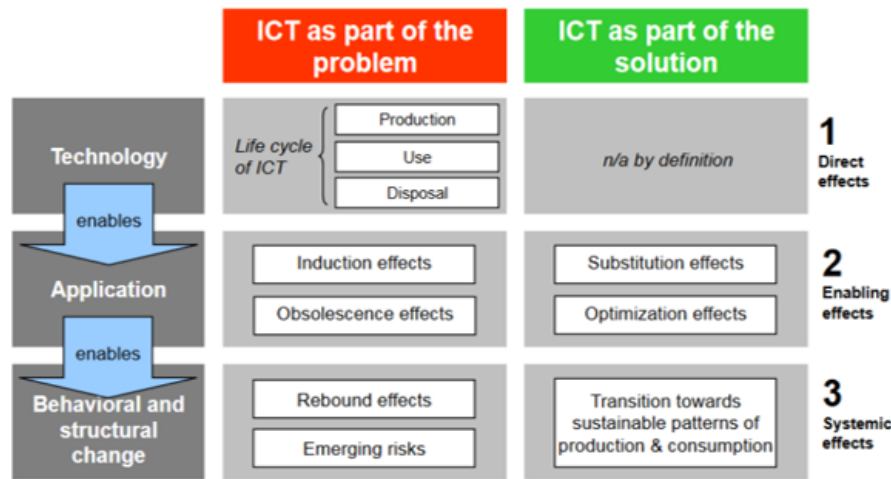 ICT as part of the
problem
ICT as part of the
solution
Technology
Life cycle
of ICT
Production
Use
Disposal
n/a by definition
1
Direct
effects
enables
Application
Induction effects
Obsolescence effects
Substitution effects
Optimization effects
2
Enabling
effects
enables
Behavioral and
structural
change
Rebound effects
Emerging risks
Transition towards
sustainable patterns of
production & consumption
3
Systemic
effects